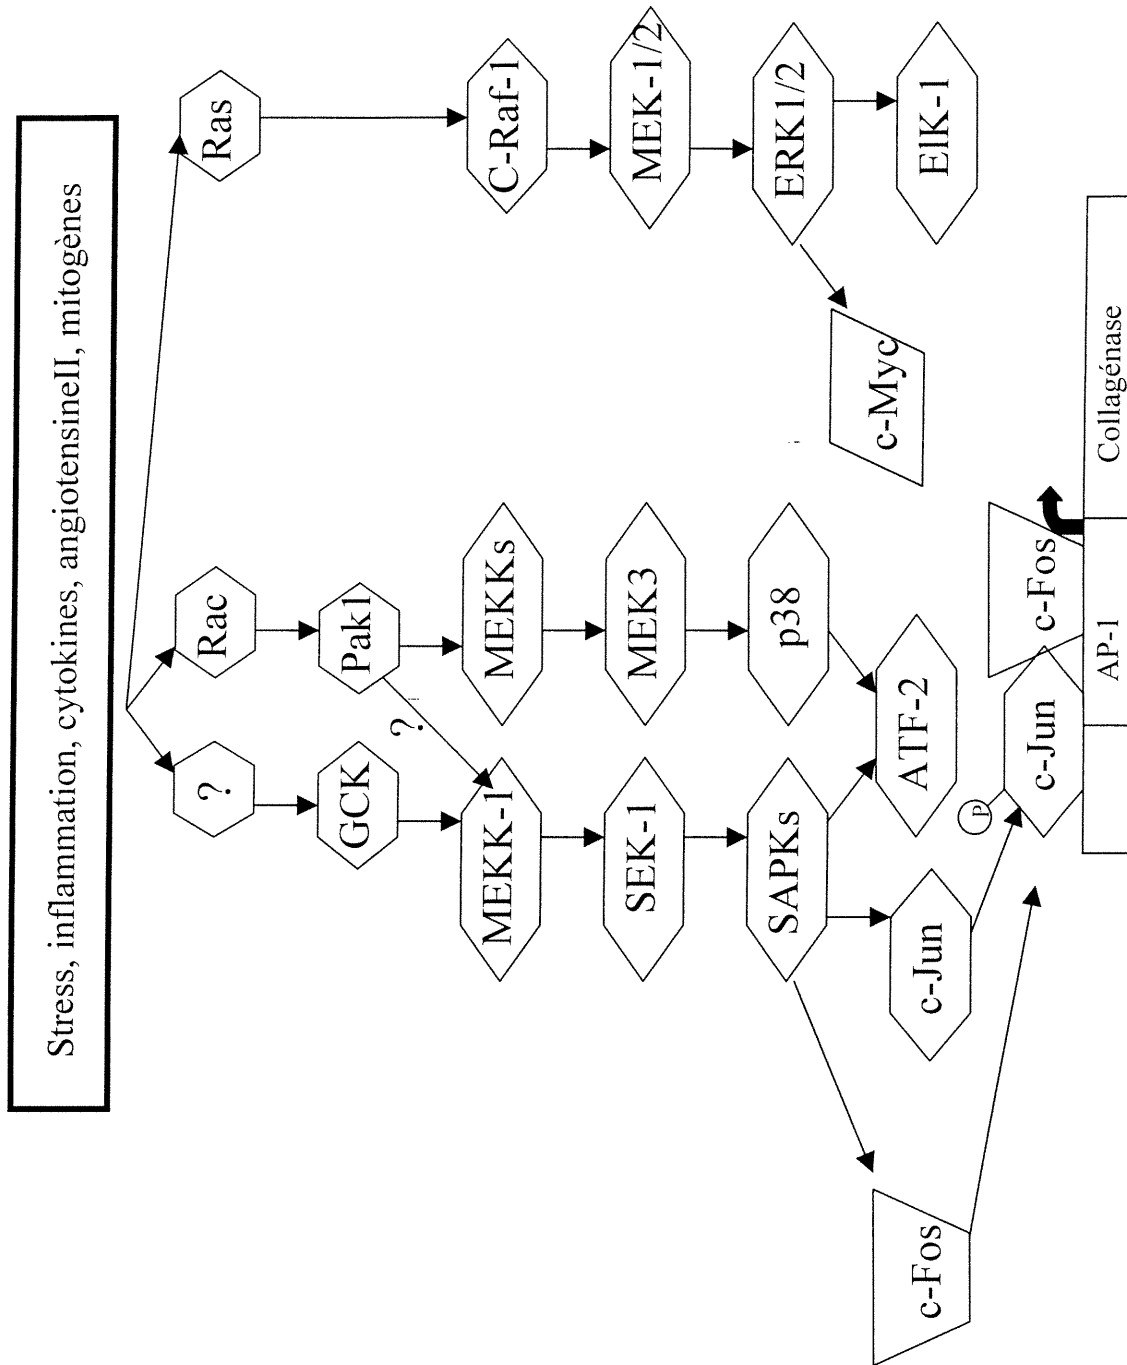 Stress, inflammation, cytokines, angiotensineII, mitogènes
?
Rac
Ras
GCK
Pak1
?
MEKK-1
MEKKs
C-Raf-1
SEK-1
MEK3
MEK-1/2
SAPKs
p38
ERK1/2
c-Fos
c-Jun
ATF-2
c-Myc
ElK-1
P
c-Jun
c-Fos
AP-1
Collagénase